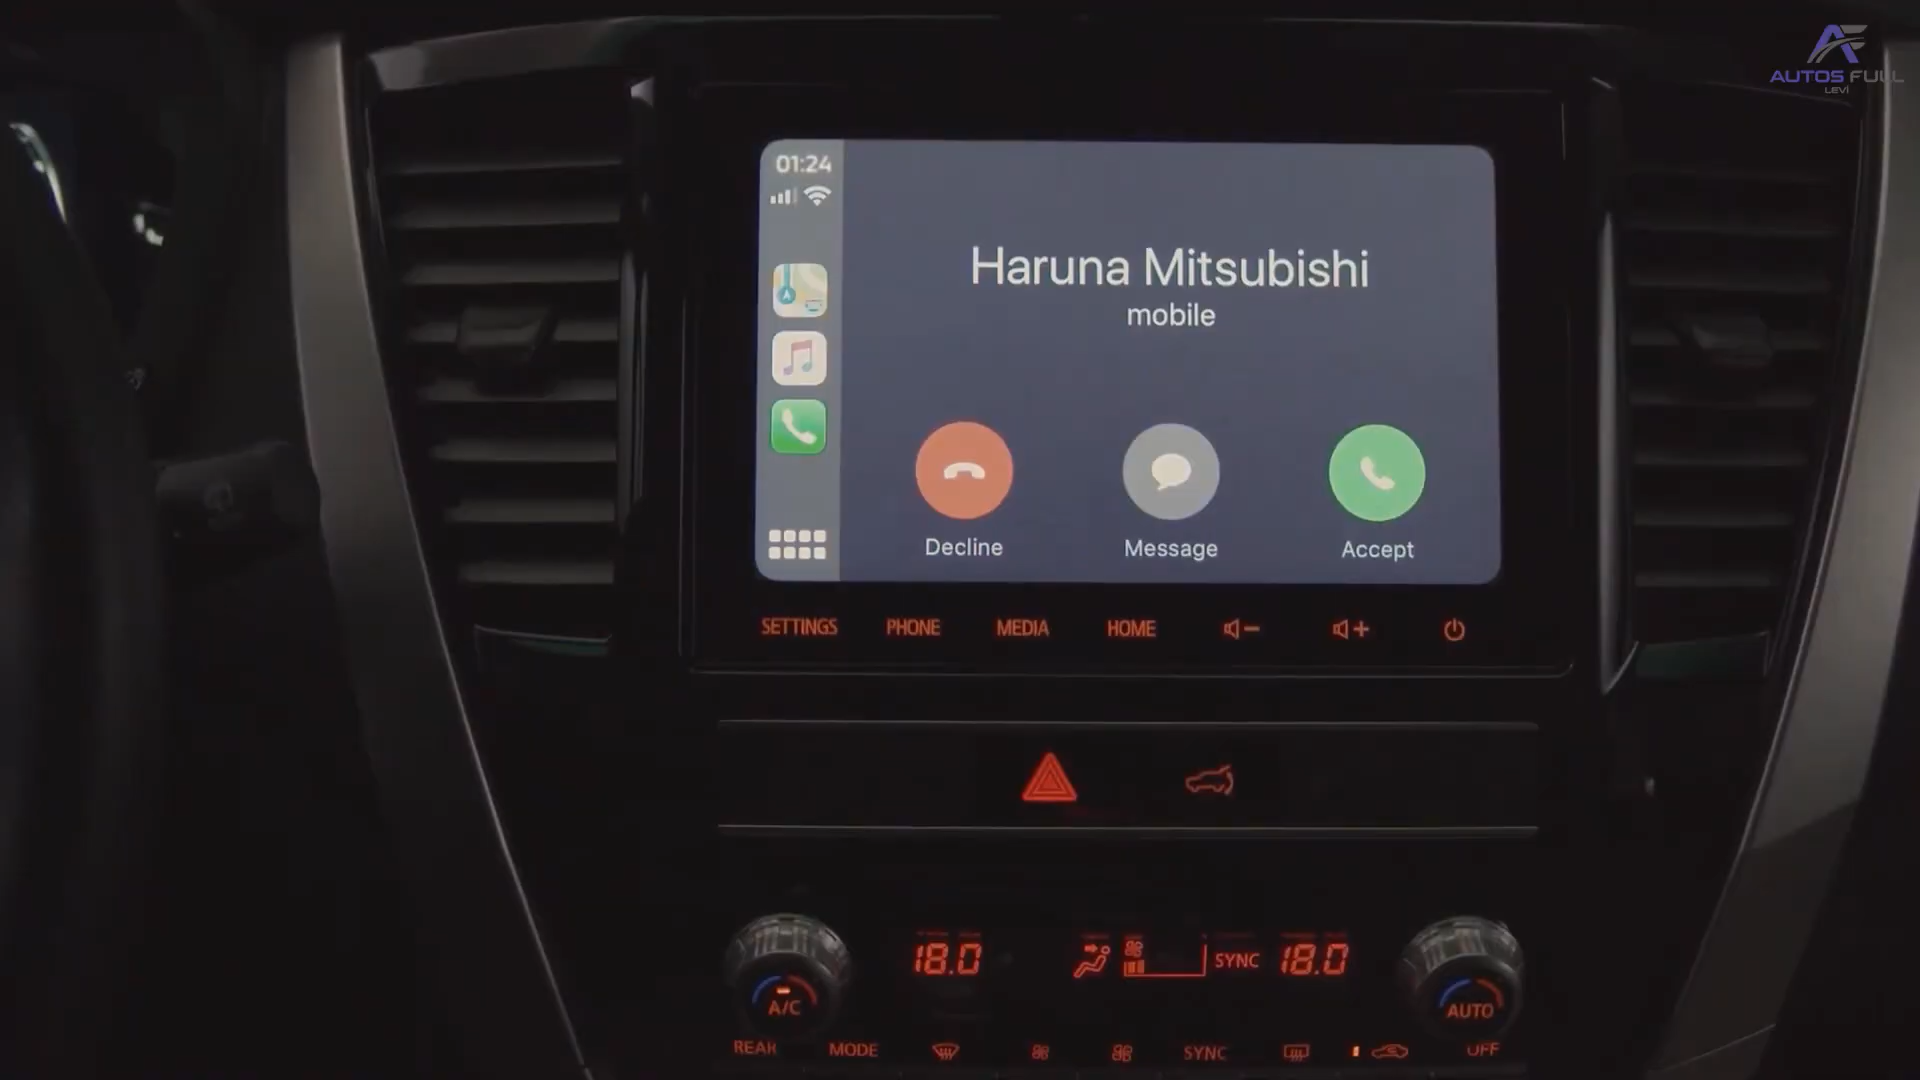 AUTOS FULL
LEVÍ
01:24
Haruna Mitsubishi
mobile
Decline
Message
Accept
SETTINGS
PHONE
MEDIA
HOME
18.0
SYNC
18.0
A/C
AUTO
REAR
MODE
SYNC
OFF